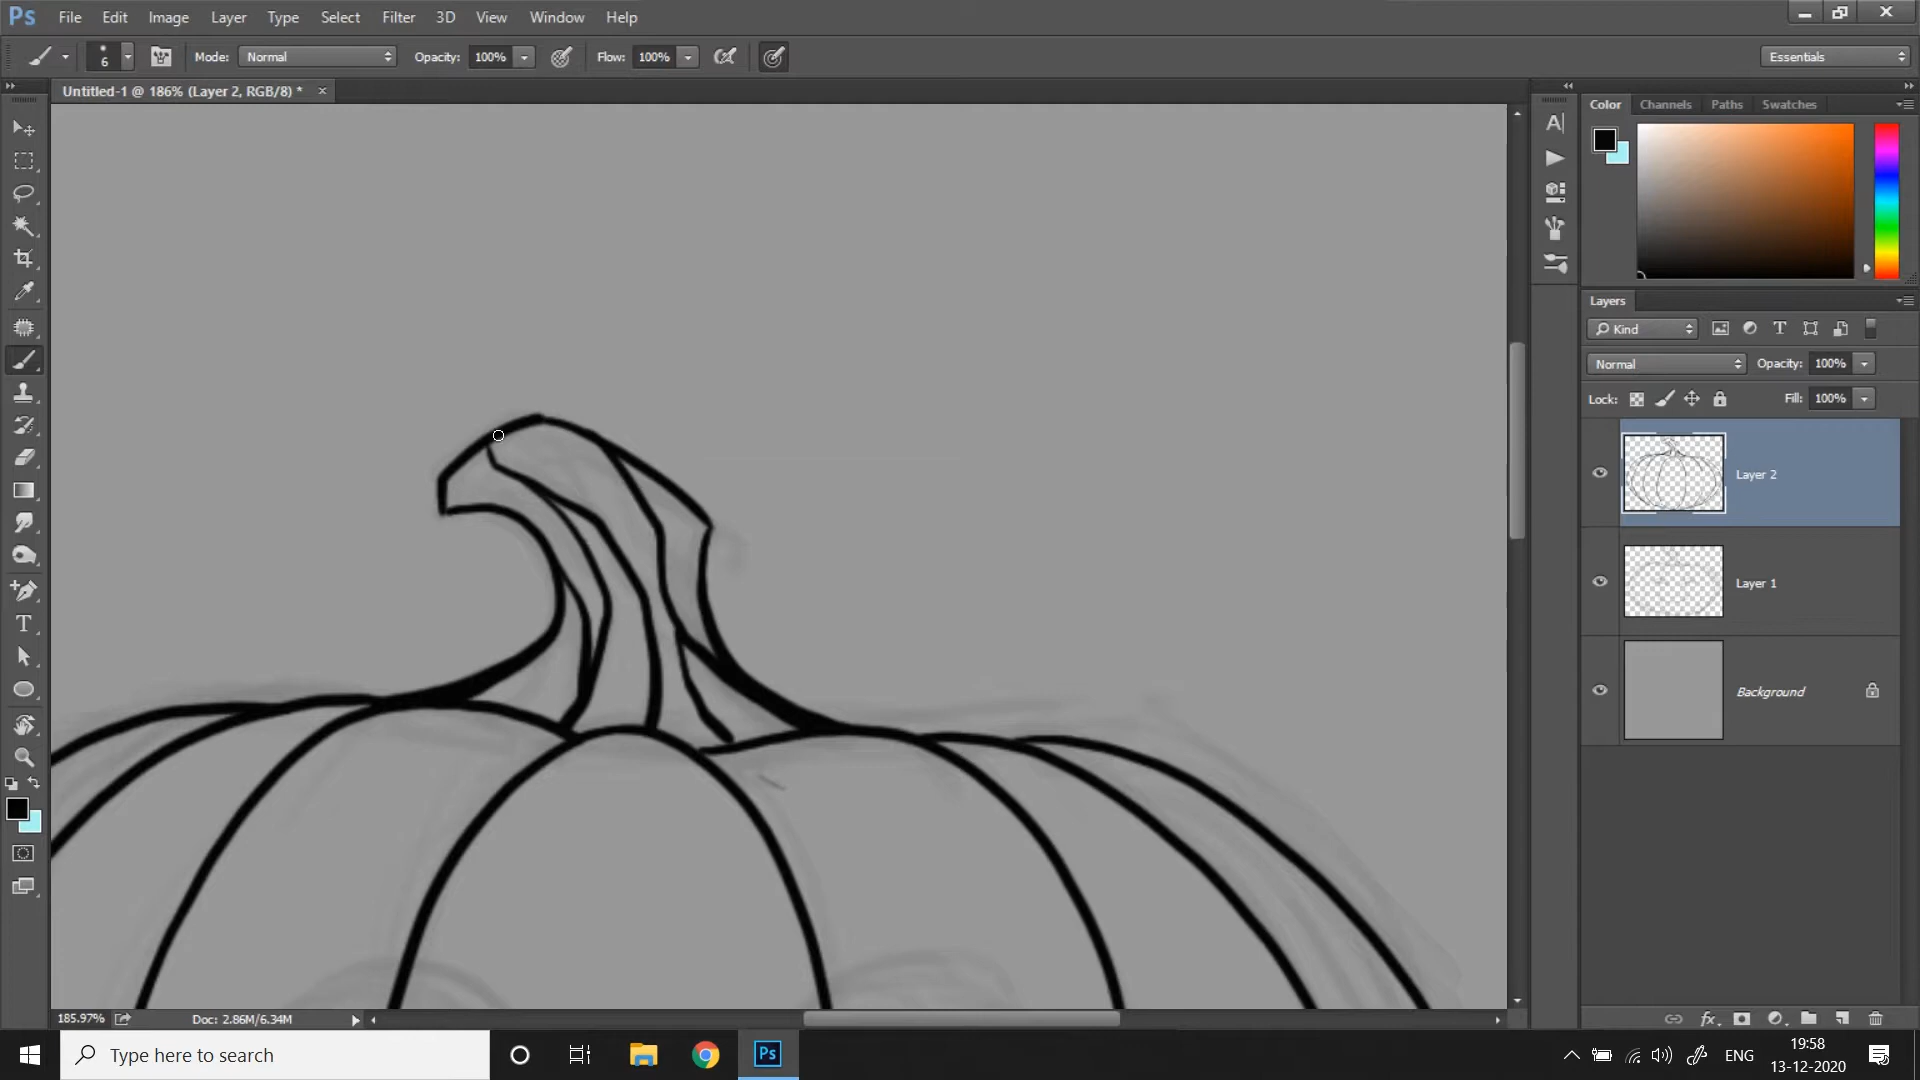 Ps File Edit Image Layer Type Select Filter 3D View Window Help
6 Mode: Normal Opacity: 100% Flow: 100% Essentials
Untitled-1 @ 186% (Layer 2, RGB/8) * ×
Color Channels Paths Swatches
Layers
Kind
Normal Opacity: 100%
Lock: Fill: 100%
Layer 2
Layer 1
Background
185.97% Doc: 2.86M/6.34M
Type here to search Ps ENG 19:58
13-12-2020